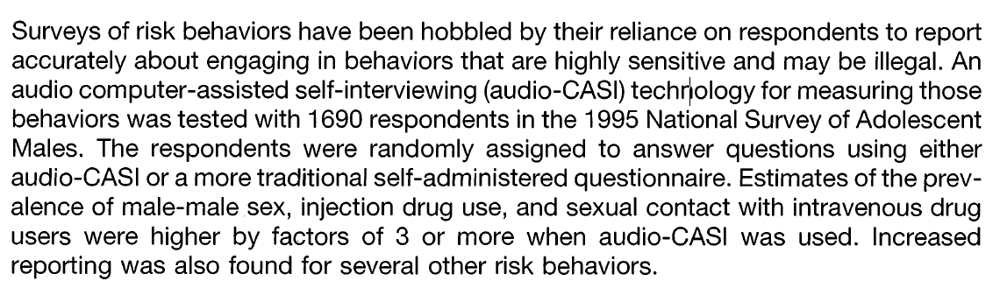 Surveys of risk behaviors have been hobbled by their reliance on respondents to report
accurately about engaging in behaviors that are highly sensitive and may be illegal. An
audio computer-assisted self-interviewing (audio-CASI) technology for measuring those
behaviors was tested with 1690 respondents in the 1995 National Survey of Adolescent
Males. The respondents were randomly assigned to answer questions using either
audio-CASI or a more traditional self-administered questionnaire. Estimates of the prev-
alence of male-male sex, injection drug use, and sexual contact with intravenous drug
users were higher by factors of 3 or more when audio-CASI was used. Increased
reporting was also found for several other risk behaviors.